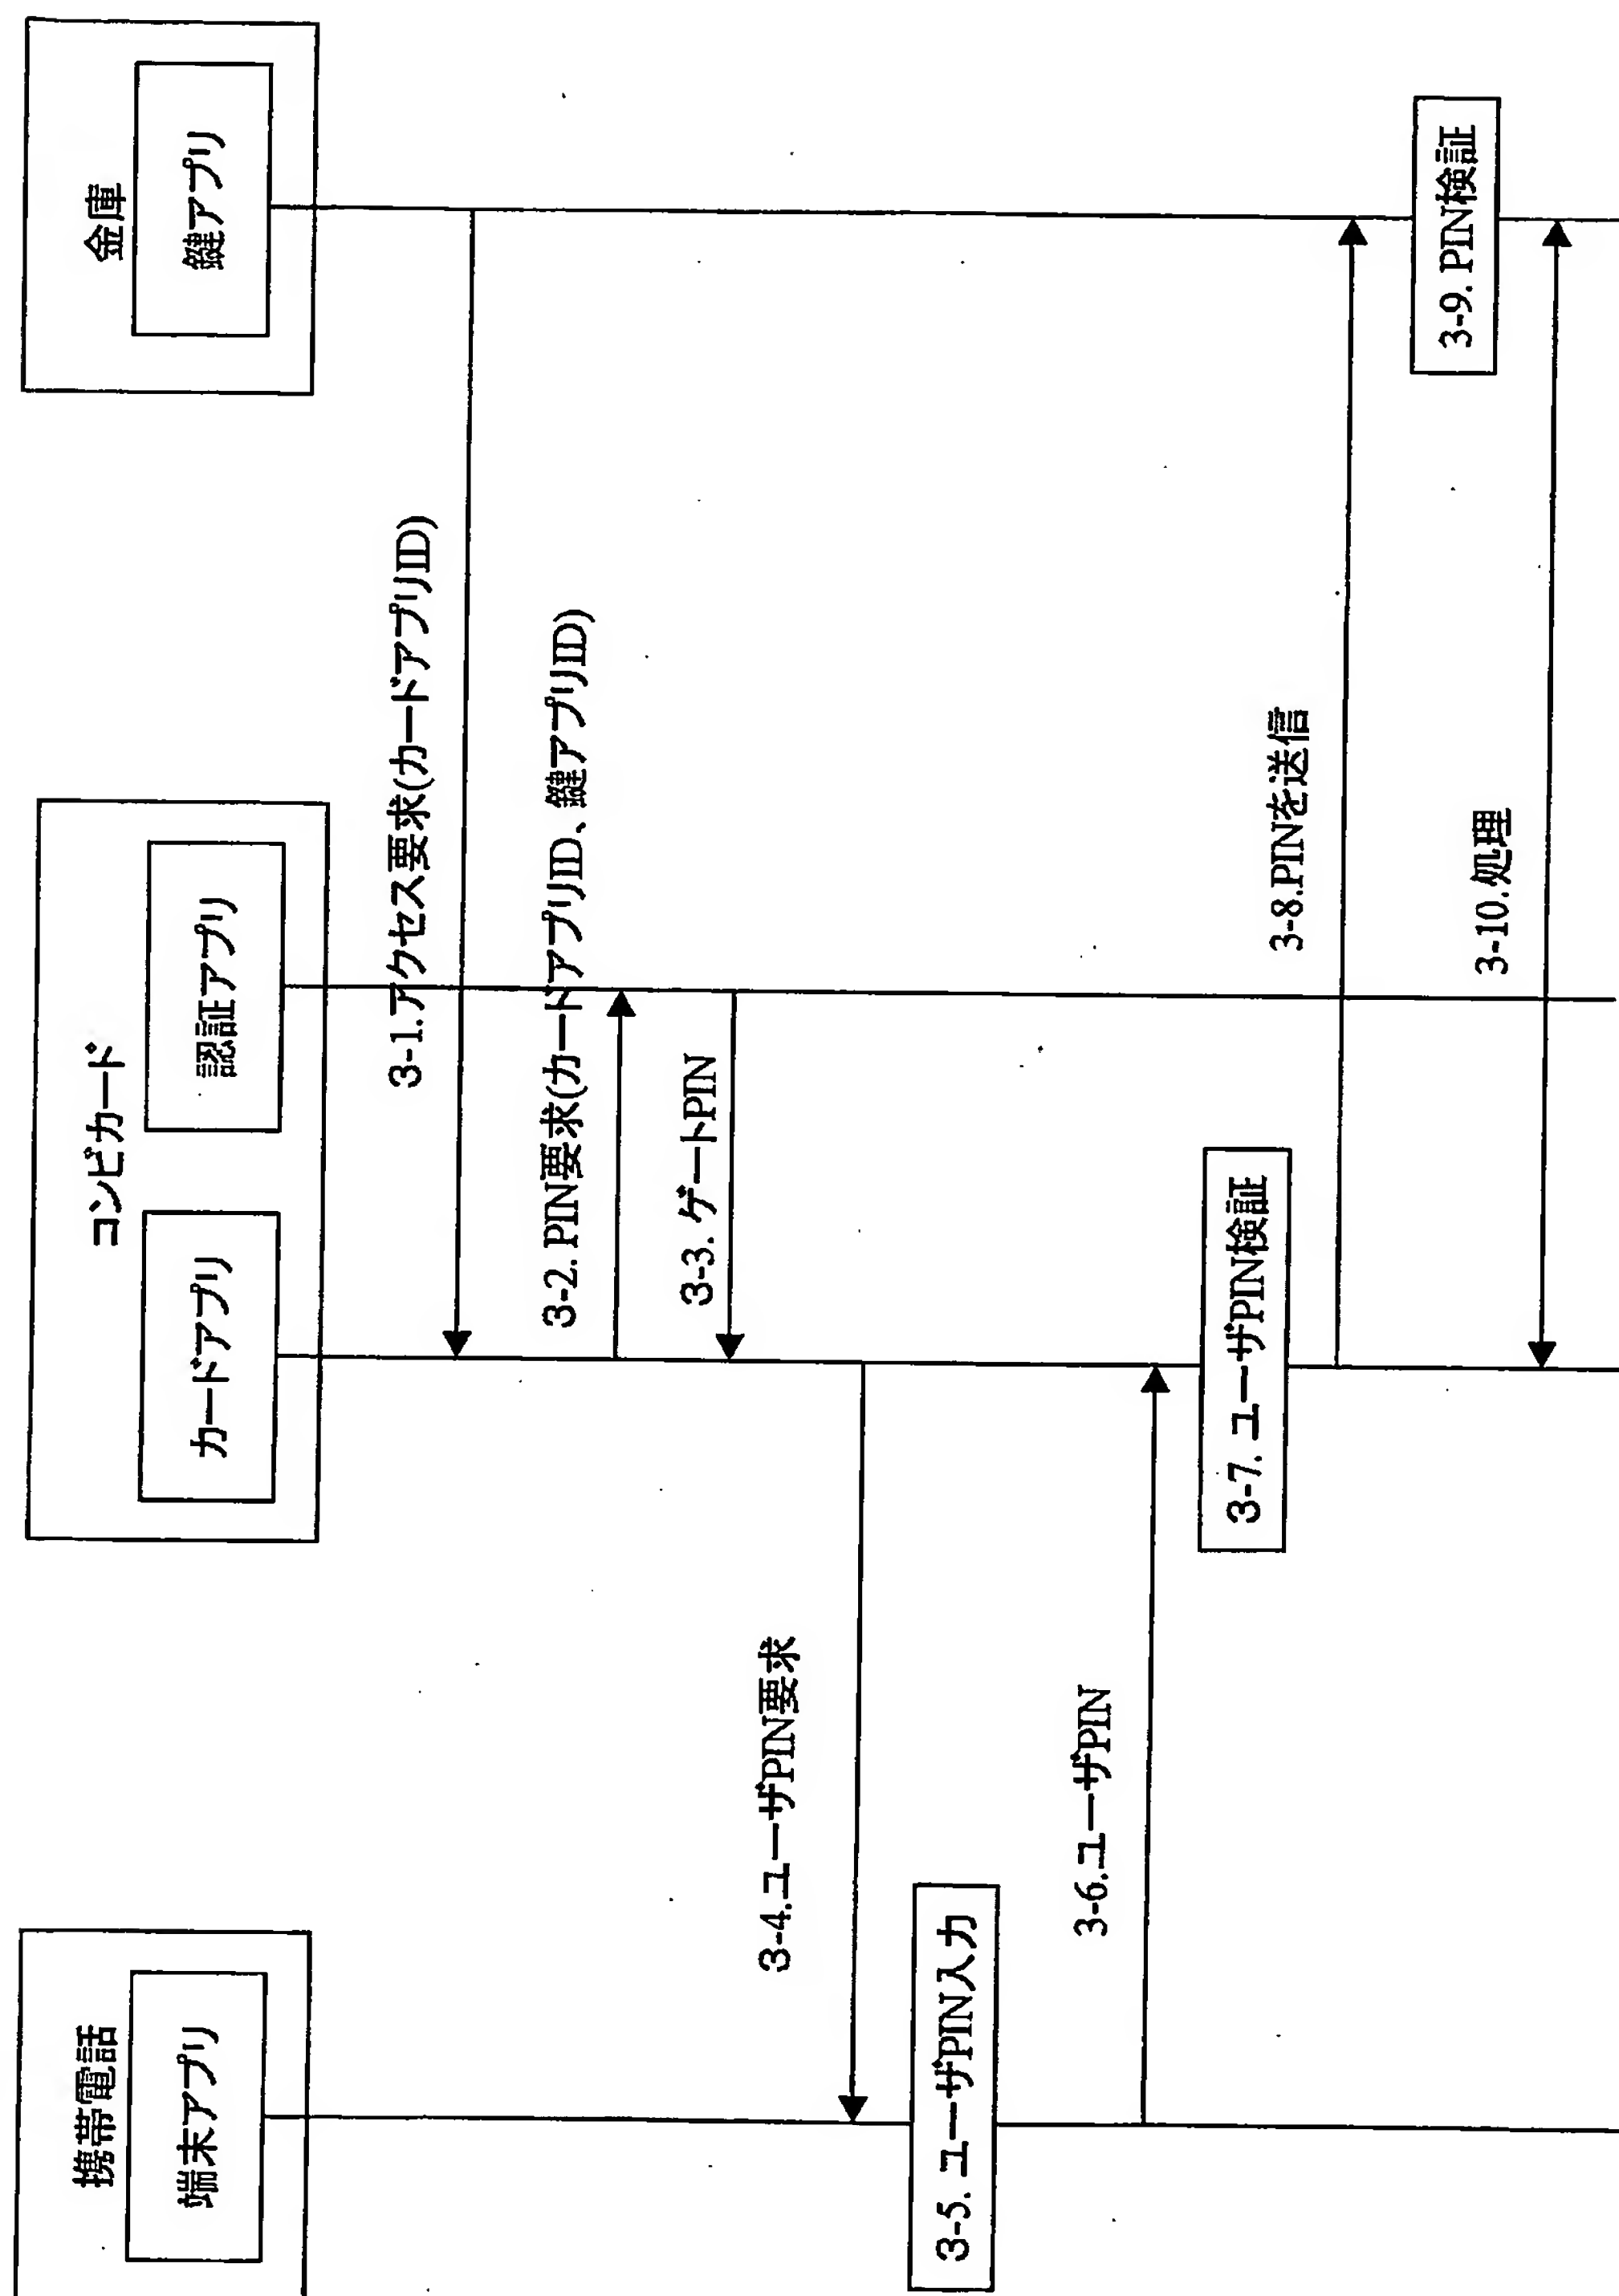 携帯電話
端末アプリ
コンビカード
カードアプリ
認証アプリ
金庫
鍵アプリ
3-1.アクセス要求(カードアプリID)
3-2. PIN要求(カードアプリID、鍵アプリID)
3-3. ゲートPIN
3-4.ユーザPIN要求
3-5. ユーザPIN入力
3-6.ユーザPIN
3-7. ユーザPIN検証
3-8.PINを送信
3-9. PIN検証
3-10.処理